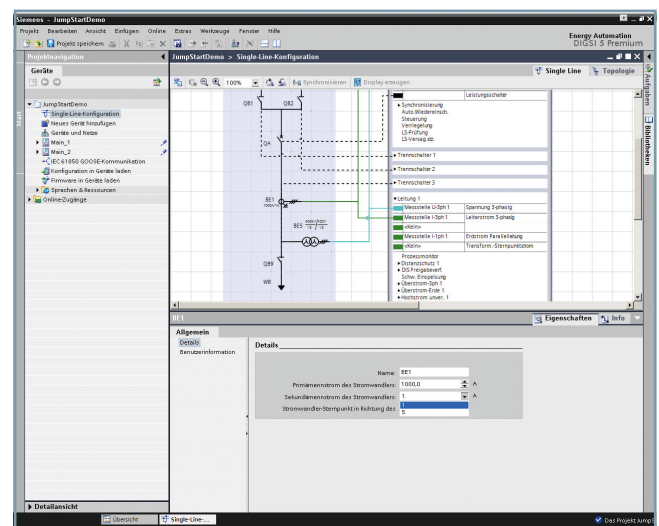 Siemens - JumpStartDemo
Projekt Bearbeiten Ansicht Einfügen Online Extras Werkzeuge Fenster Hilfe
Energy Automation
DIGSI 5 Premium
Projekt speichern
Projektnavigation
JumpStartDemo > Single-Line-Konfiguration
Geräte
Single Line
Topologie
100%
Synchronisieren
Display erzeugen
Start
Aufgaben
Bibliotheken
JumpStartDemo
Single-Line-Konfiguration
Neues Gerät hinzufügen
Geräte und Netze
Main_1
Main_2
IEC 61850 GOOSE-Kommunikation
Konfiguration in Geräte laden
Firmware in Geräte laden
Sprachen & Ressourcen
Online-Zugänge
QB1
QB2
QA
BE1
1000A/1A
BE5
400kV/100V
√3 / √3
QB9
WB
Leistungsschalter
Synchronisierung
Auto.Wiedereinsch.
Steuerung
Verriegelung
LS-Prüfung
LS-Versag.stz.
Trennschalter 1
Trennschalter 2
Trennschalter 3
Leitung 1
Messstelle U-3ph 1 Spannung 3-phasig
Messstelle I-3ph 1 Leiterstrom 3-phasig
<Kein>
Messstelle I-1ph 1 Erdstrom Parallelleitung
<Kein> Transform.-Sternpunktstrom
Prozessmonitor
Distanzschutz 1
DIS Freigabeverf.
Schw. Einspeisung
Überstrom-3ph 1
Überstrom-Erde 1
Hochstrom unver. 1
BE1
Eigenschaften
Info
Allgemein
Details
Benutzerinformation
Details
Name: BE1
Primärnennstrom des Stromwandlers: 1000,0 A
Sekundärnennstrom des Stromwandlers: 1 A
Stromwandler-Sternpunkt in Richtung des
1
5
Detailansicht
Übersicht
Single-Line-...
Das Projekt JumpS